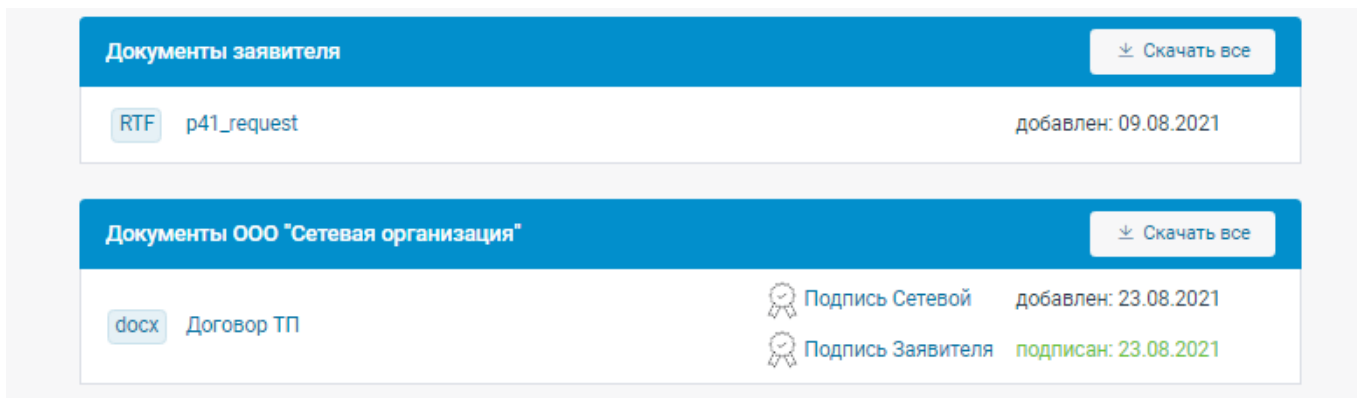 Документы заявителя
Скачать все
RTF p41_request добавлен: 09.08.2021
Документы ООО "Сетевая организация"
Скачать все
Подпись Сетевой добавлен: 23.08.2021
docx Договор ТП
Подпись Заявителя подписан: 23.08.2021